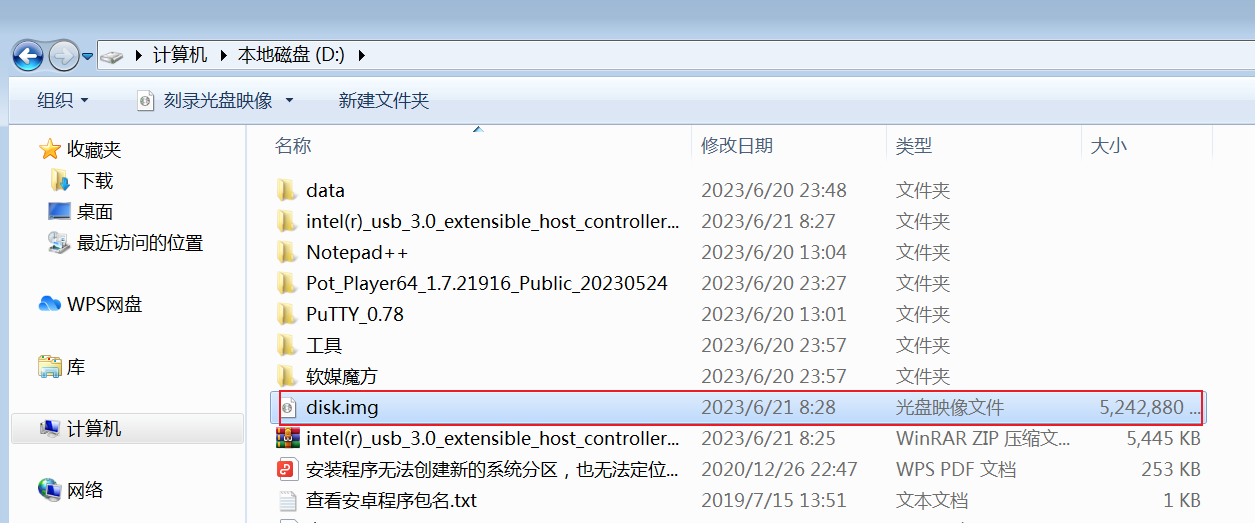 计算机 本地磁盘 (D:)
组织 刻录光盘映像 新建文件夹
收藏夹
下载
桌面
最近访问的位置
WPS网盘
库
计算机
网络
名称 修改日期 类型 大小
data 2023/6/20 23:48 文件夹
intel(r)_usb_3.0_extensible_host_controller... 2023/6/21 8:27 文件夹
Notepad++ 2023/6/20 13:04 文件夹
Pot_Player64_1.7.21916_Public_20230524 2023/6/20 23:27 文件夹
PuTTY_0.78 2023/6/20 13:01 文件夹
工具 2023/6/20 23:57 文件夹
软媒魔方 2023/6/20 23:57 文件夹
disk.img 2023/6/21 8:28 光盘映像文件 5,242,880 ...
intel(r)_usb_3.0_extensible_host_controller... 2023/6/21 8:25 WinRAR ZIP 压缩文... 5,445 KB
安装程序无法创建新的系统分区，也无法定位... 2020/12/26 22:47 WPS PDF 文档 253 KB
查看安卓程序包名.txt 2019/7/15 13:51 文本文档 1 KB